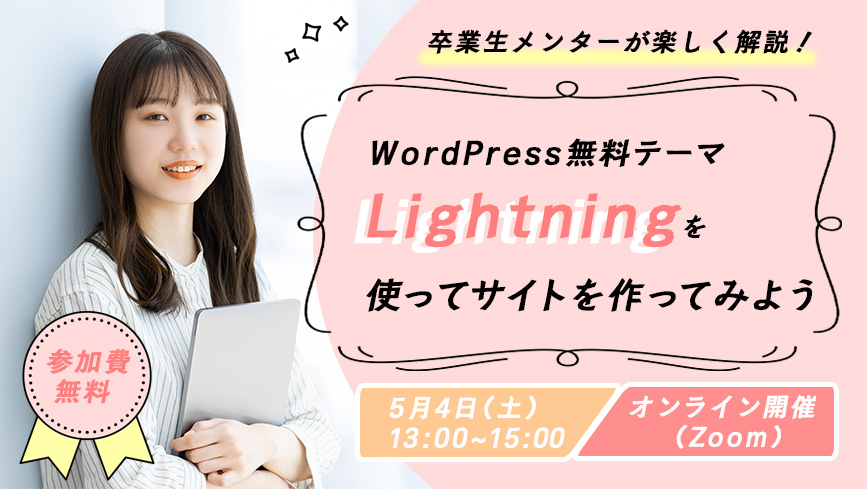 卒業生メンターが楽しく解説！
WordPress無料テーマ
Lightningを
使ってサイトを作ってみよう
参加費
無料
5月4日（土）
13:00~15:00
オンライン開催
（Zoom）